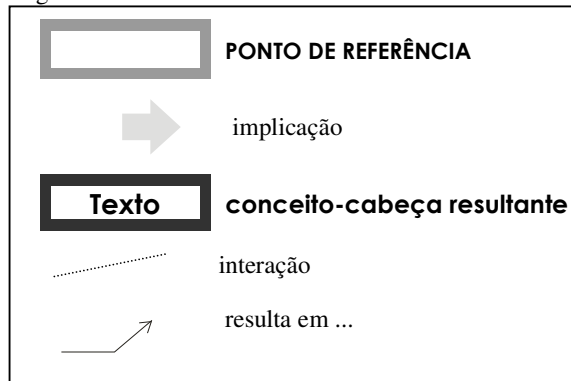 PONTO DE REFERÊNCIA
implicação
Texto conceito-cabeça resultante
interação
resulta em ...